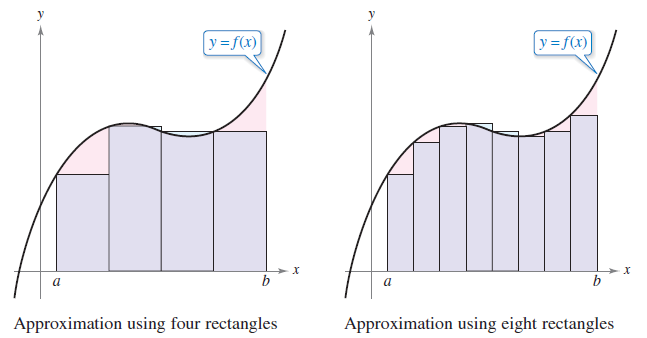 y
y = f(x)
a
b
x
Approximation using four rectangles
y
y = f(x)
a
b
x
Approximation using eight rectangles